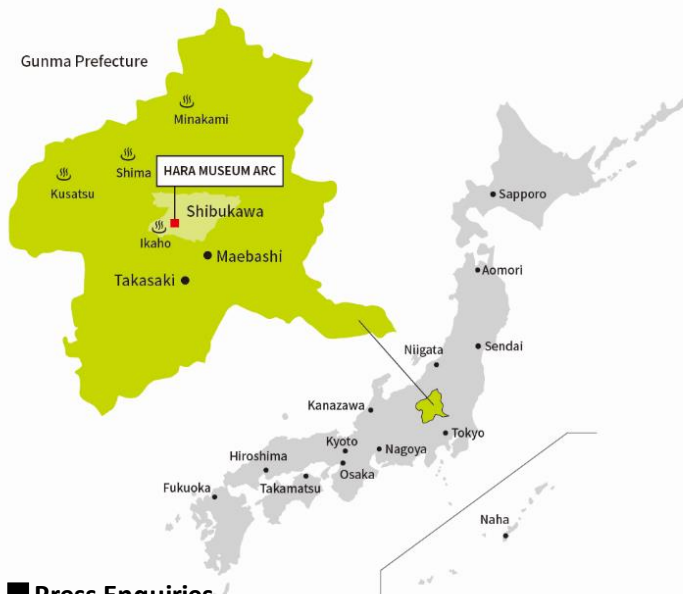 Gunma Prefecture
Minakami
Shima
Kusatsu
HARA MUSEUM ARC
Shibukawa
Ikaho
Maebashi
Takasaki
Sapporo
Aomori
Sendai
Niigata
Kanazawa
Tokyo
Kyoto
Nagoya
Hiroshima
Osaka
Fukuoka
Takamatsu
Naha
■ Press Enquiries